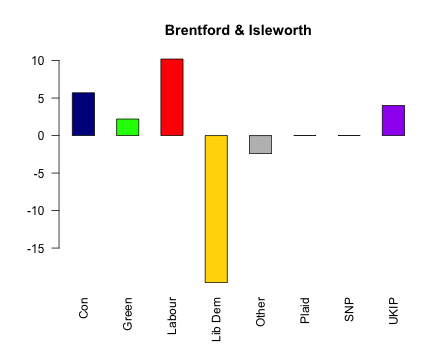 Brentford & Isleworth
10
5
0
-5
-10
-15
Con
Green
Labour
Lib Dem
Other
Plaid
SNP
UKIP